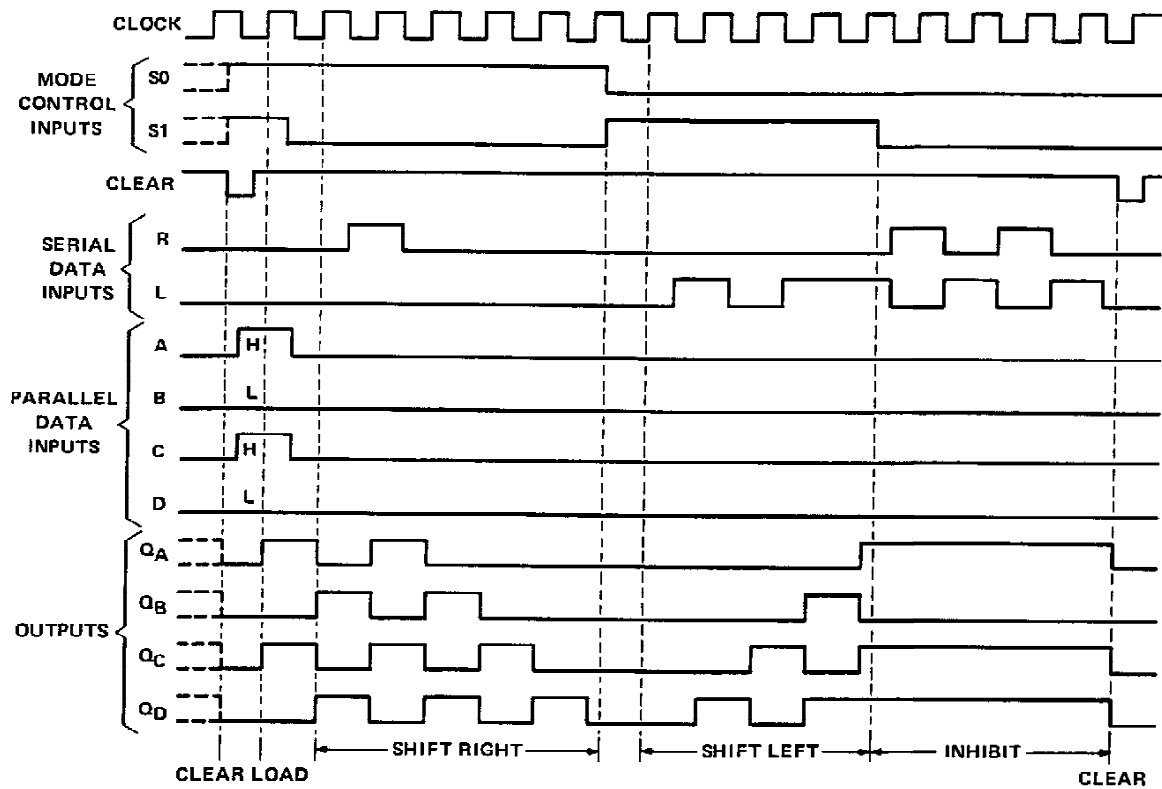 CLOCK
MODE
CONTROL
INPUTS
S0
S1
CLEAR
SERIAL
DATA
INPUTS
R
L
PARALLEL
DATA
INPUTS
A
H
B
L
C
H
D
L
OUTPUTS
QA
QB
QC
QD
SHIFT RIGHT
SHIFT LEFT
INHIBIT
CLEAR LOAD
CLEAR